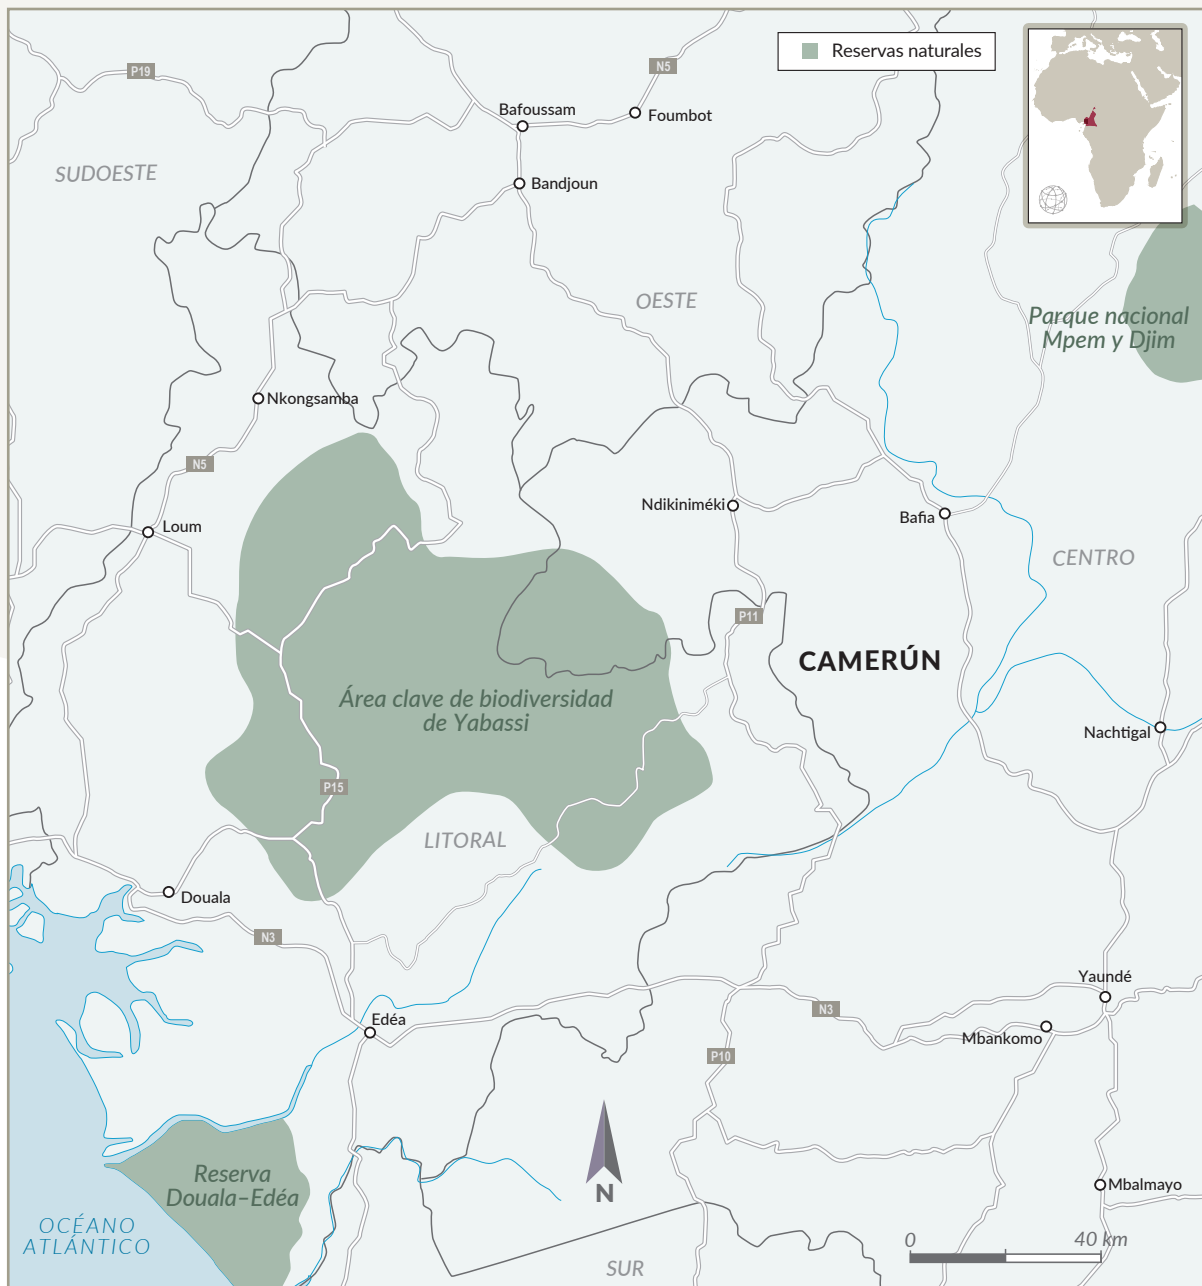 Reservas naturales
P19
N5
Bafoussam
Foumbot
SUDOESTE
Bandjoun
OESTE
Parque nacional
Mpem y Djim
Nkongsamba
N5
Ndikiniméki
Bafia
Loum
CENTRO
P11
CAMERÚN
Área clave de biodiversidad
de Yabassi
Nachtigal
P15
LITORAL
Douala
N3
Yaundé
N3
Edéa
Mbankomo
P10
Reserva
Douala–Edéa
N
Mbalmayo
OCÉANO
ATLÁNTICO
0 40 km
SUR